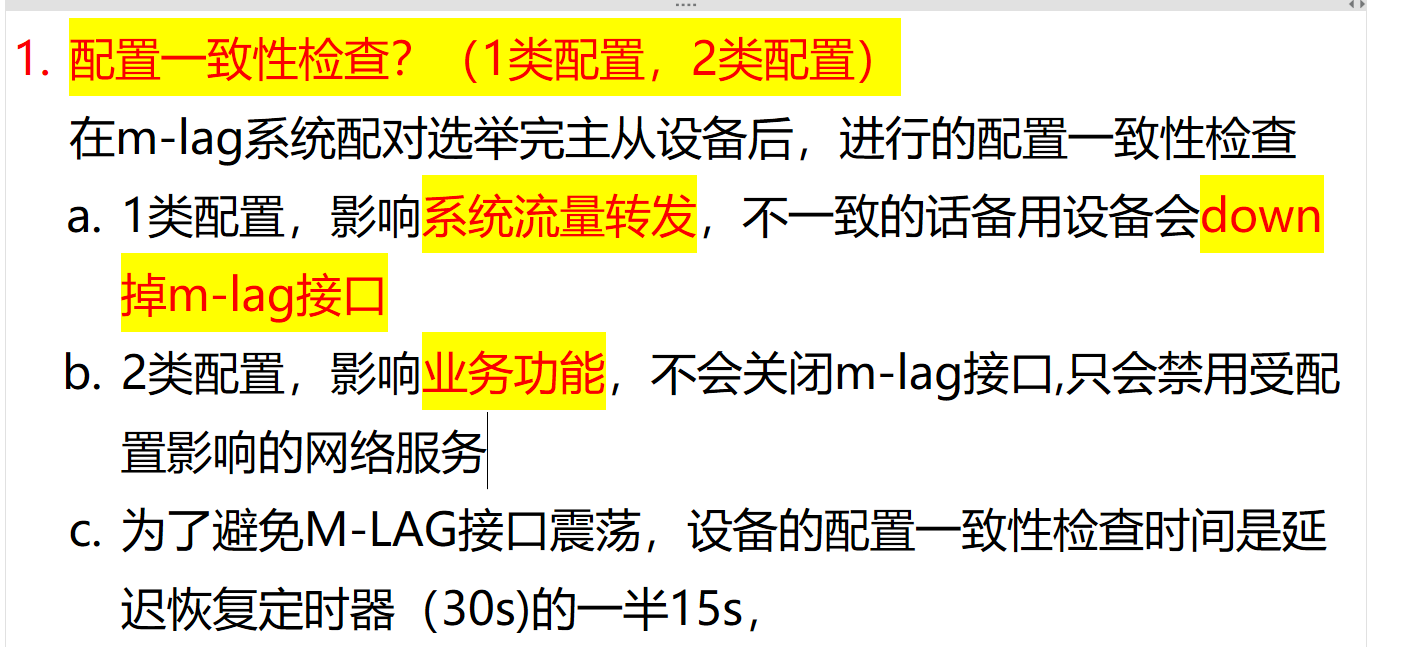 1. 配置一致性检查？（1类配置，2类配置）
在m-lag系统配对选举完主从设备后，进行的配置一致性检查
a. 1类配置，影响系统流量转发，不一致的话备用设备会down
掉m-lag接口
b. 2类配置，影响业务功能，不会关闭m-lag接口,只会禁用受配
置影响的网络服务
c. 为了避免M-LAG接口震荡，设备的配置一致性检查时间是延
迟恢复定时器（30s)的一半15s，